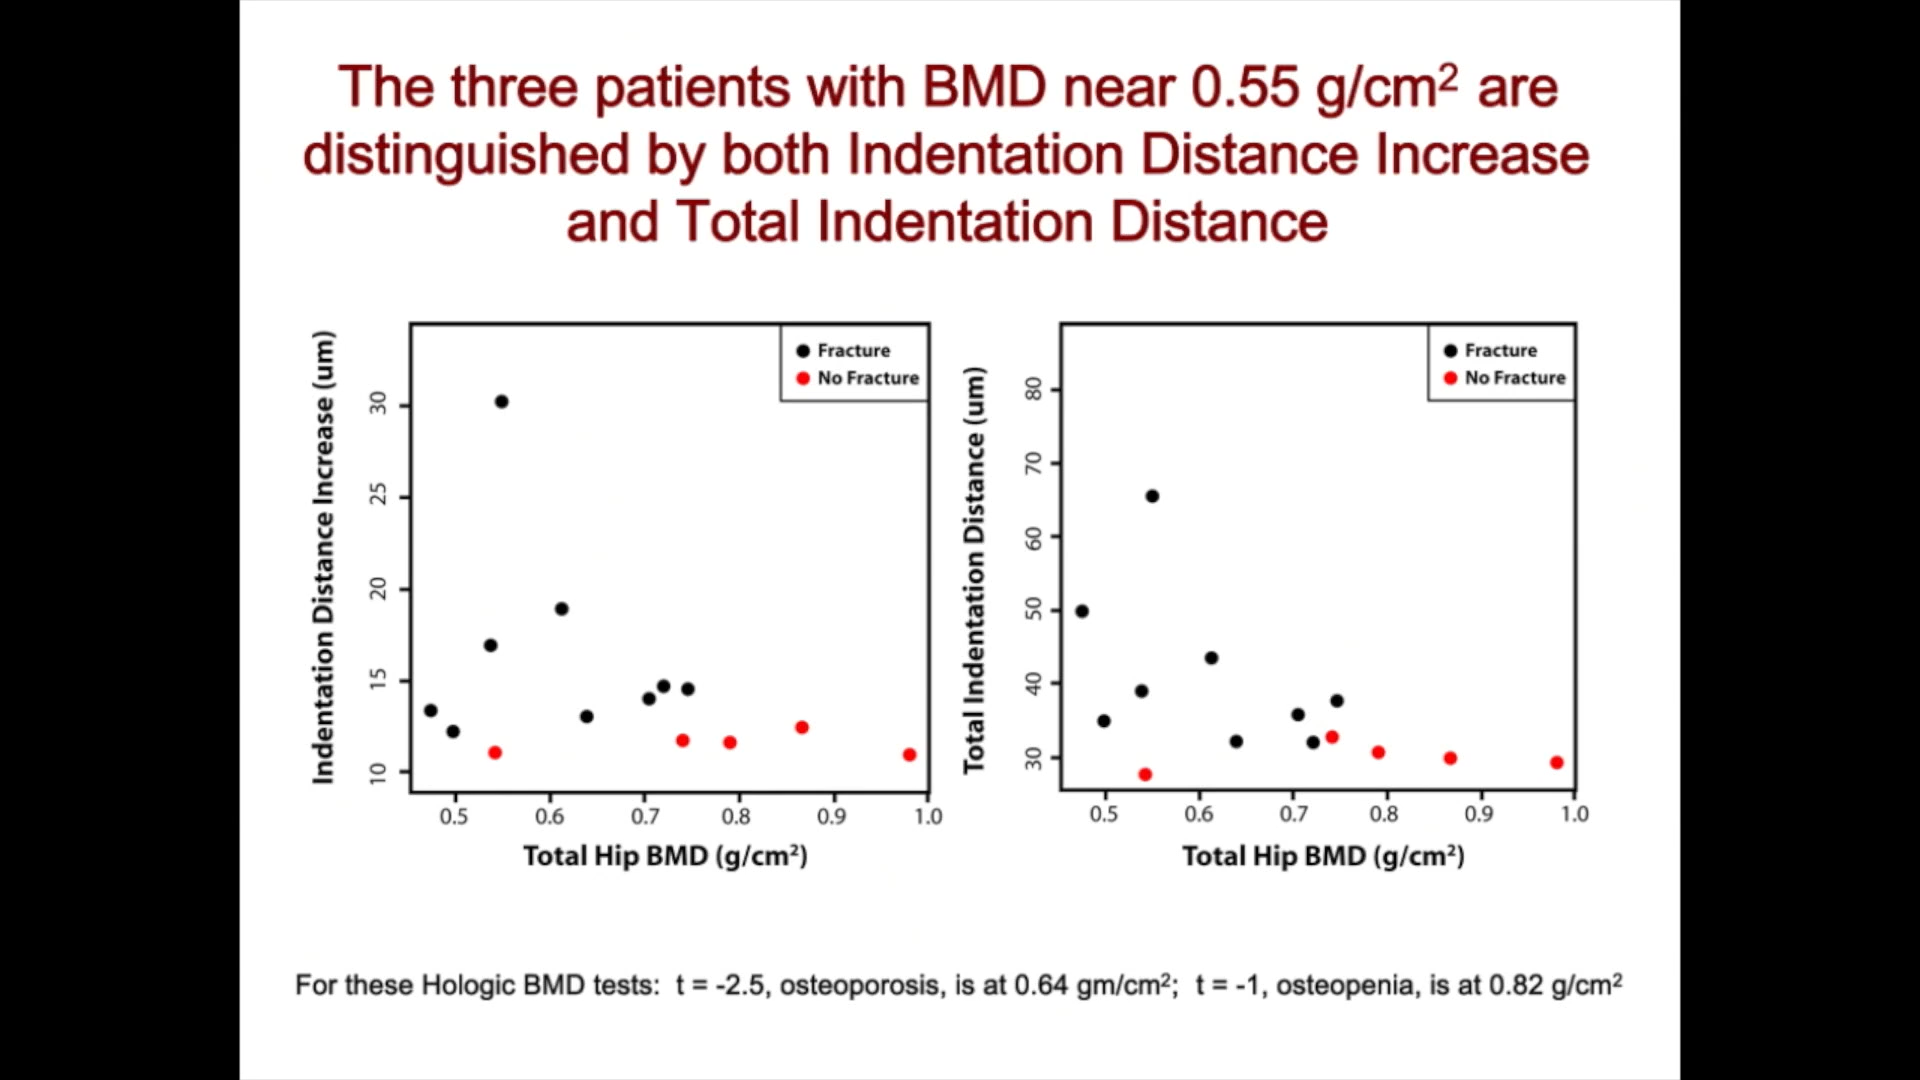 The three patients with BMD near 0.55 g/cm² are
distinguished by both Indentation Distance Increase
and Total Indentation Distance
Indentation Distance Increase (um)
30
25
20
15
10
Fracture
No Fracture
0.5 0.6 0.7 0.8 0.9 1.0
Total Hip BMD (g/cm²)
Total Indentation Distance (um)
80
70
60
50
40
30
Fracture
No Fracture
0.5 0.6 0.7 0.8 0.9 1.0
Total Hip BMD (g/cm²)
For these Hologic BMD tests: t = -2.5, osteoporosis, is at 0.64 gm/cm²; t = -1, osteopenia, is at 0.82 g/cm²